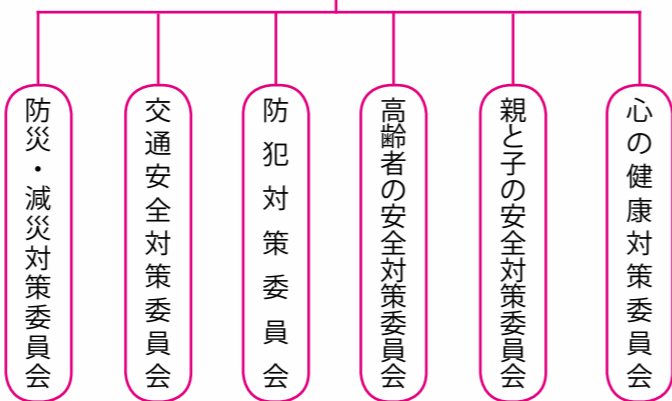 防災・減災対策委員会
交通安全対策委員会
防犯対策委員会
高齢者の安全対策委員会
親と子の安全対策委員会
心の健康対策委員会